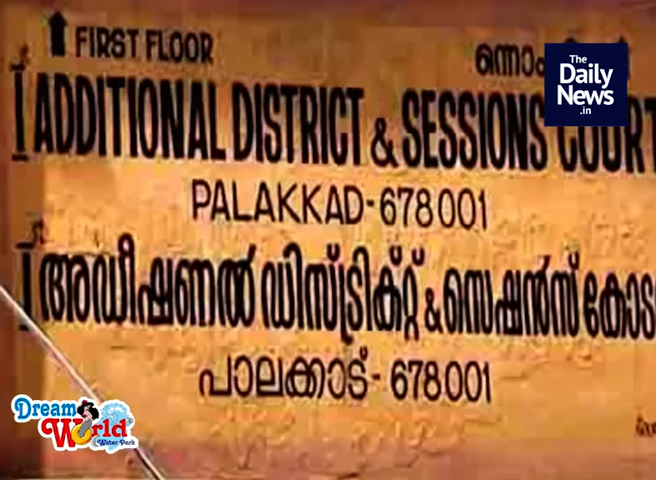 FIRST FLOOR
I ADDITIONAL DISTRICT & SESSIONS COURT
PALAKKAD-678001
I അഡീഷണൽ ഡിസ്ട്രിക്റ്റ് & സെഷൻസ്
പാലക്കാട്-678001
The
Daily
News
.in
Dream
World
Water Park